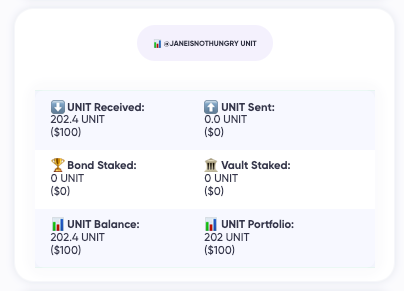 @JANEISNOTHUNGRY UNIT
UNIT Received: UNIT Sent:
202.4 UNIT 0.0 UNIT
($100) ($0)
Bond Staked: Vault Staked:
0 UNIT 0 UNIT
($0) ($0)
UNIT Balance: UNIT Portfolio:
202.4 UNIT 202 UNIT
($100) ($100)